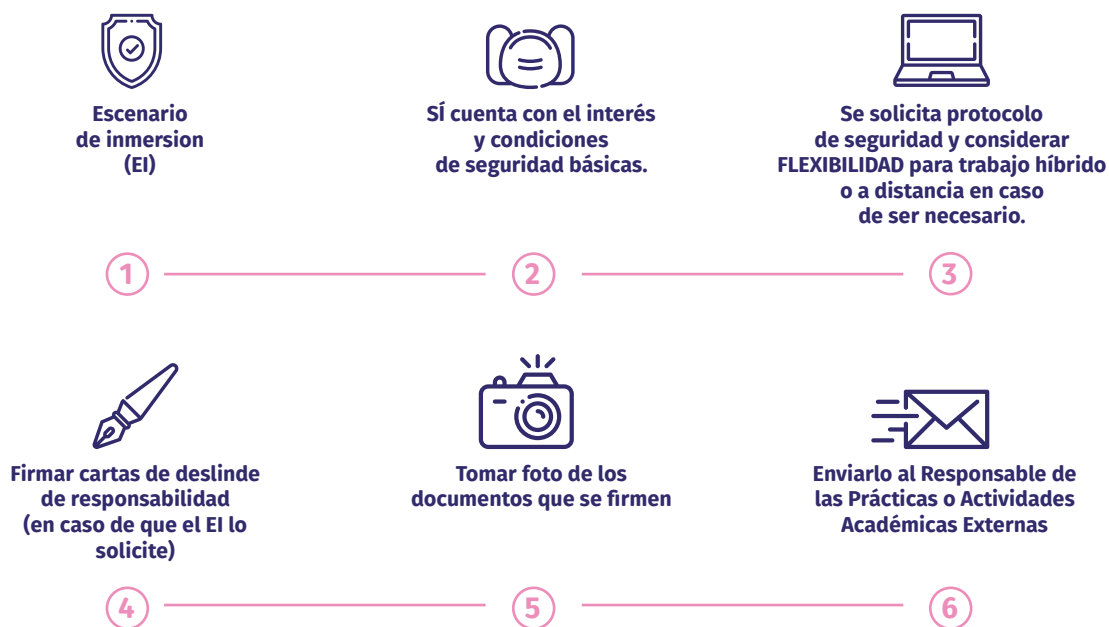 Escenario
de inmersion
(EI)
SÍ cuenta con el interés
y condiciones
de seguridad básicas.
Se solicita protocolo
de seguridad y considerar
FLEXIBILIDAD para trabajo híbrido
o a distancia en caso
de ser necesario.
1
2
3
Firmar cartas de deslinde
de responsabilidad
(en caso de que el EI lo
solicite)
Tomar foto de los
documentos que se firmen
Enviarlo al Responsable de
las Prácticas o Actividades
Académicas Externas
4
5
6